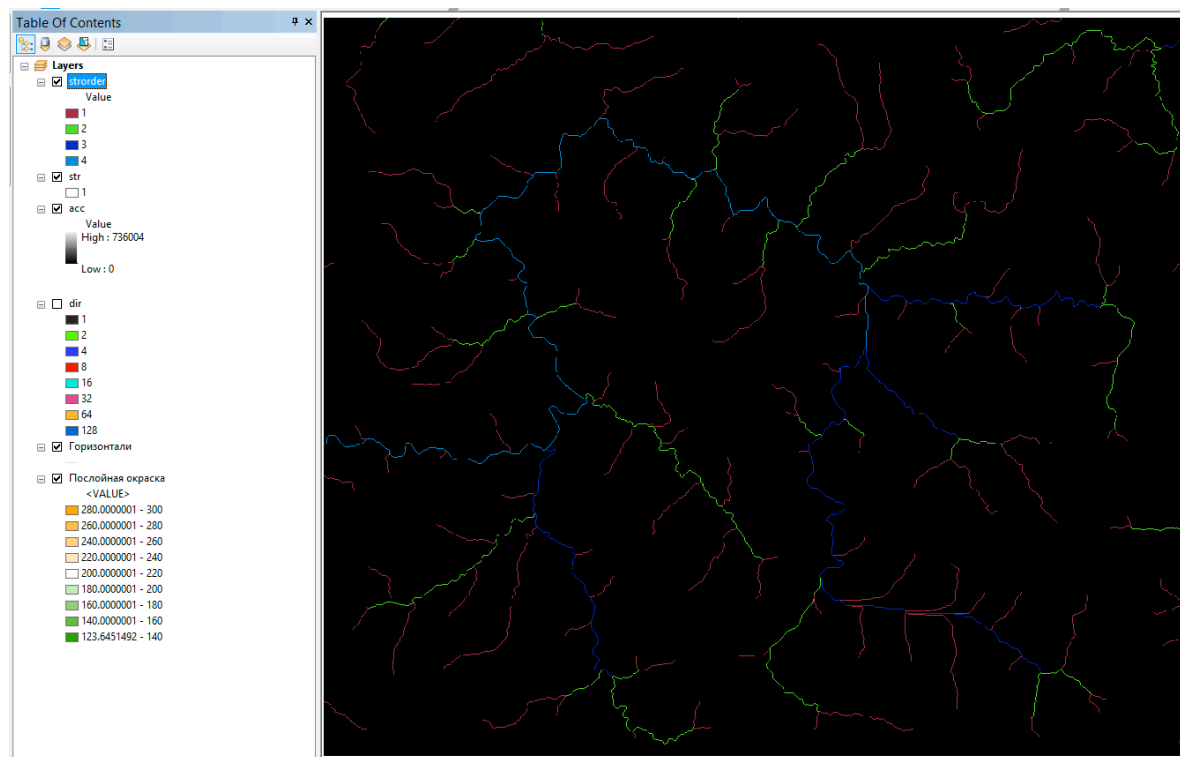 Table Of Contents
Layers
strorder
Value
1
2
3
4
str
1
acc
Value
High : 736004
Low : 0
dir
1
2
4
8
16
32
64
128
Горизонтали
Послойная окраска
<VALUE>
280.0000001 - 300
260.0000001 - 280
240.0000001 - 260
220.0000001 - 240
200.0000001 - 220
180.0000001 - 200
160.0000001 - 180
140.0000001 - 160
123.6451492 - 140